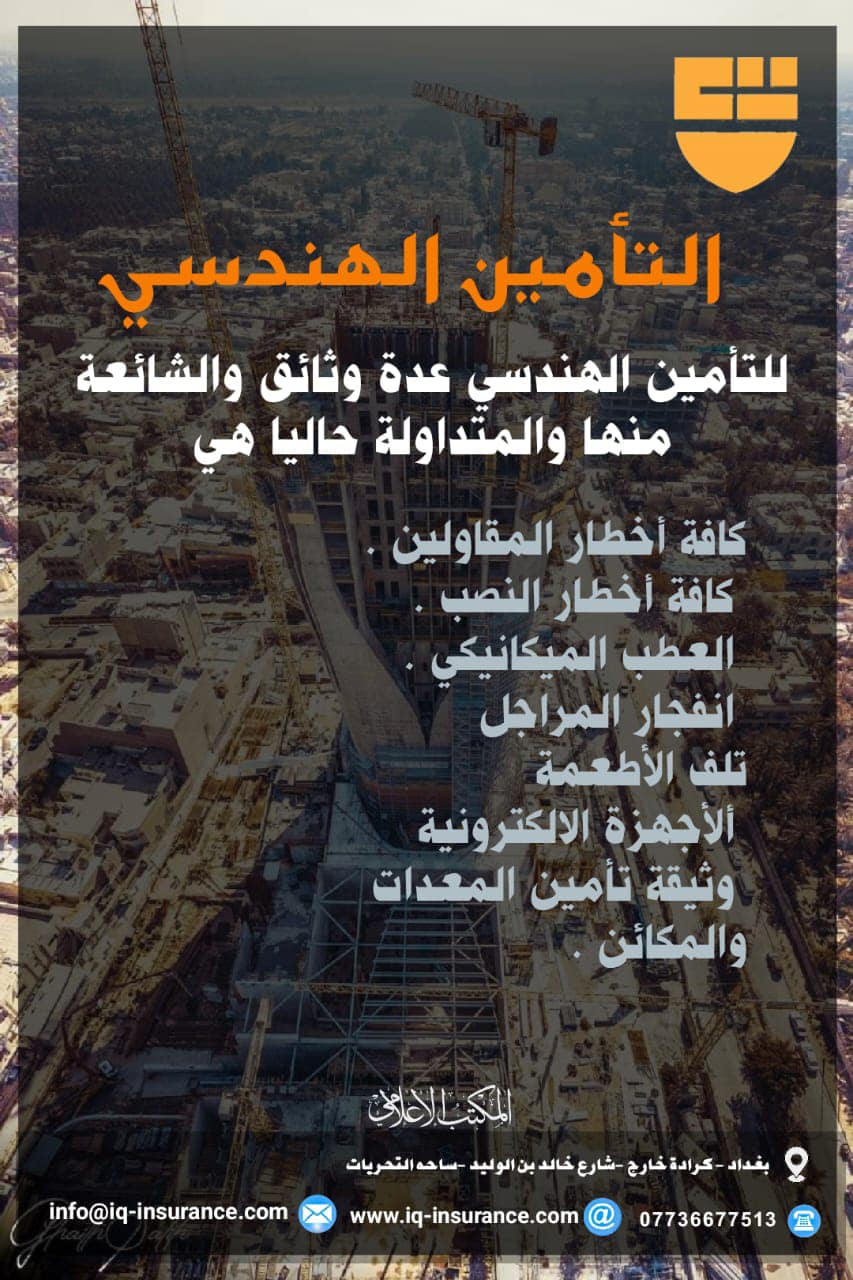 التأمين الهندسي
للتأمين الهندسي عدة وثائق والشائعة
منها والمتداولة حاليا هي
كافة أخطار المقاولين .
كافة أخطار النصب .
العطب الميكانيكي .
انفجار المراجل
تلف الأطعمة
ألأجهزة الالكترونية
وثيقة تأمين المعدات
والمكائن .
المكتب الاعلامي
بغداد - كرادة خارج -شارع خالد بن الوليد -ساحه التحريات
07736677513
www.iq-insurance.com
info@iq-insurance.com